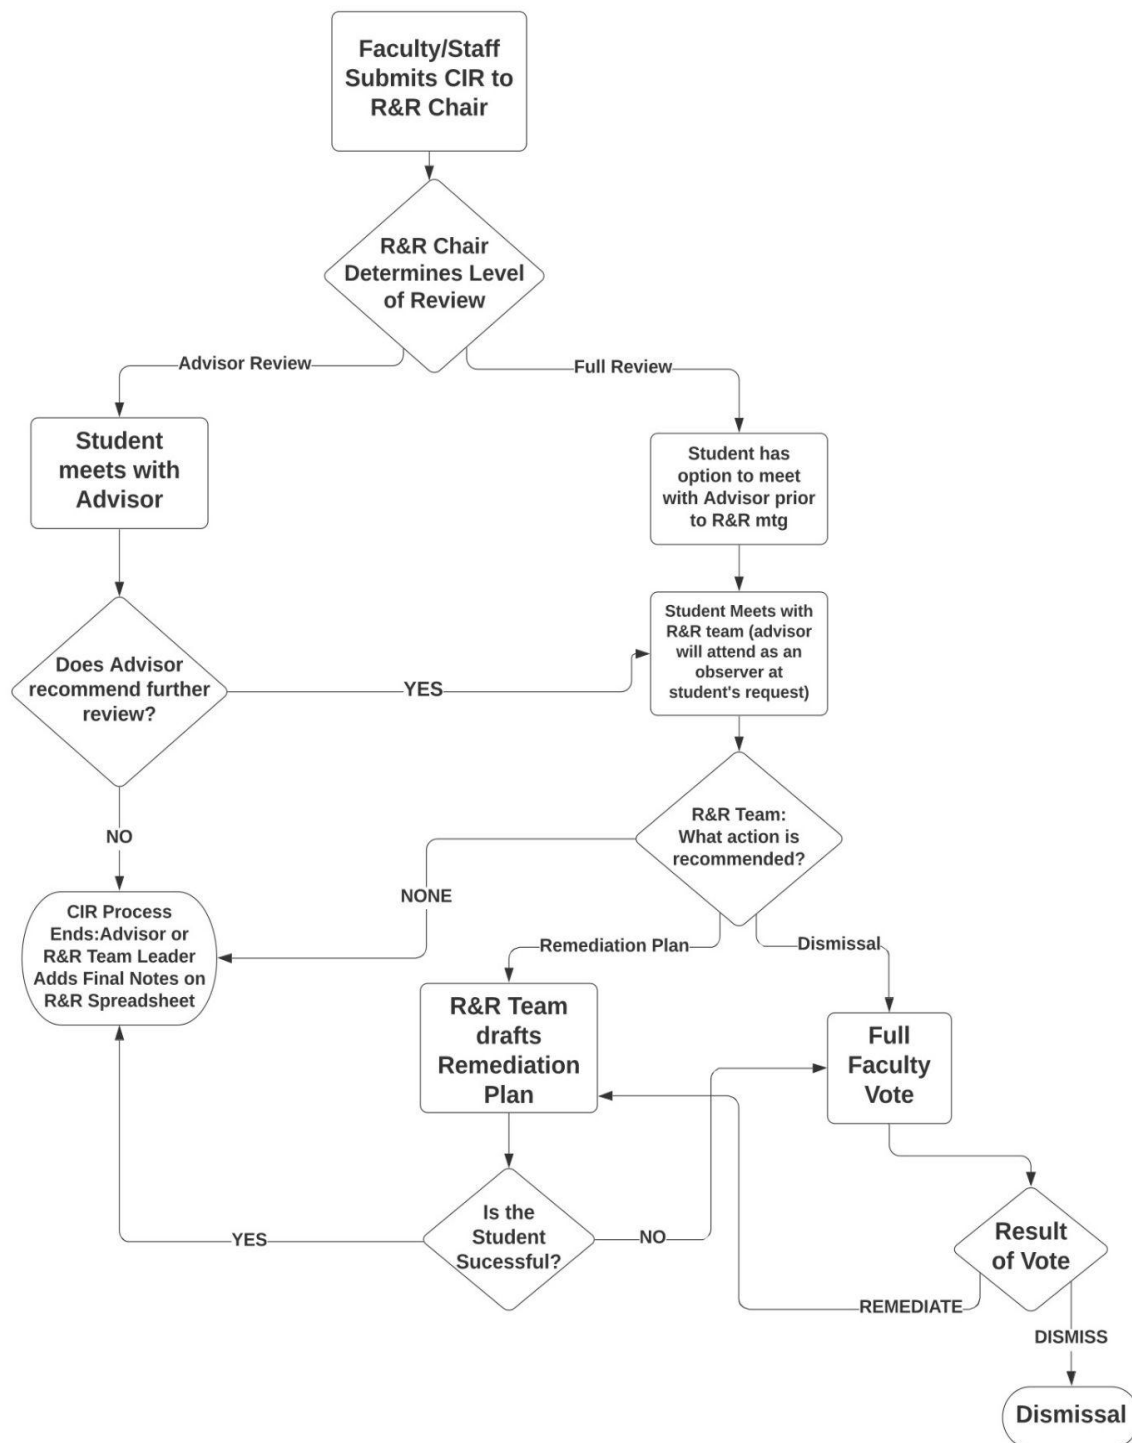 Faculty/Staff
Submits CIR to
R&R Chair
R&R Chair
Determines Level
of Review
Advisor Review
Full Review
Student
meets with
Advisor
Student has
option to meet
with Advisor prior
to R&R mtg
Student Meets with
R&R team (advisor
will attend as an
observer at
student's request)
Does Advisor
recommend further
review?
YES
NO
R&R Team:
What action is
recommended?
NONE
Remediation Plan
Dismissal
CIR Process
Ends:Advisor or
R&R Team Leader
Adds Final Notes on
R&R Spreadsheet
R&R Team
drafts
Remediation
Plan
Full
Faculty
Vote
Is the
Student
Sucessful?
YES
NO
Result
of Vote
REMEDIATE
DISMISS
Dismissal